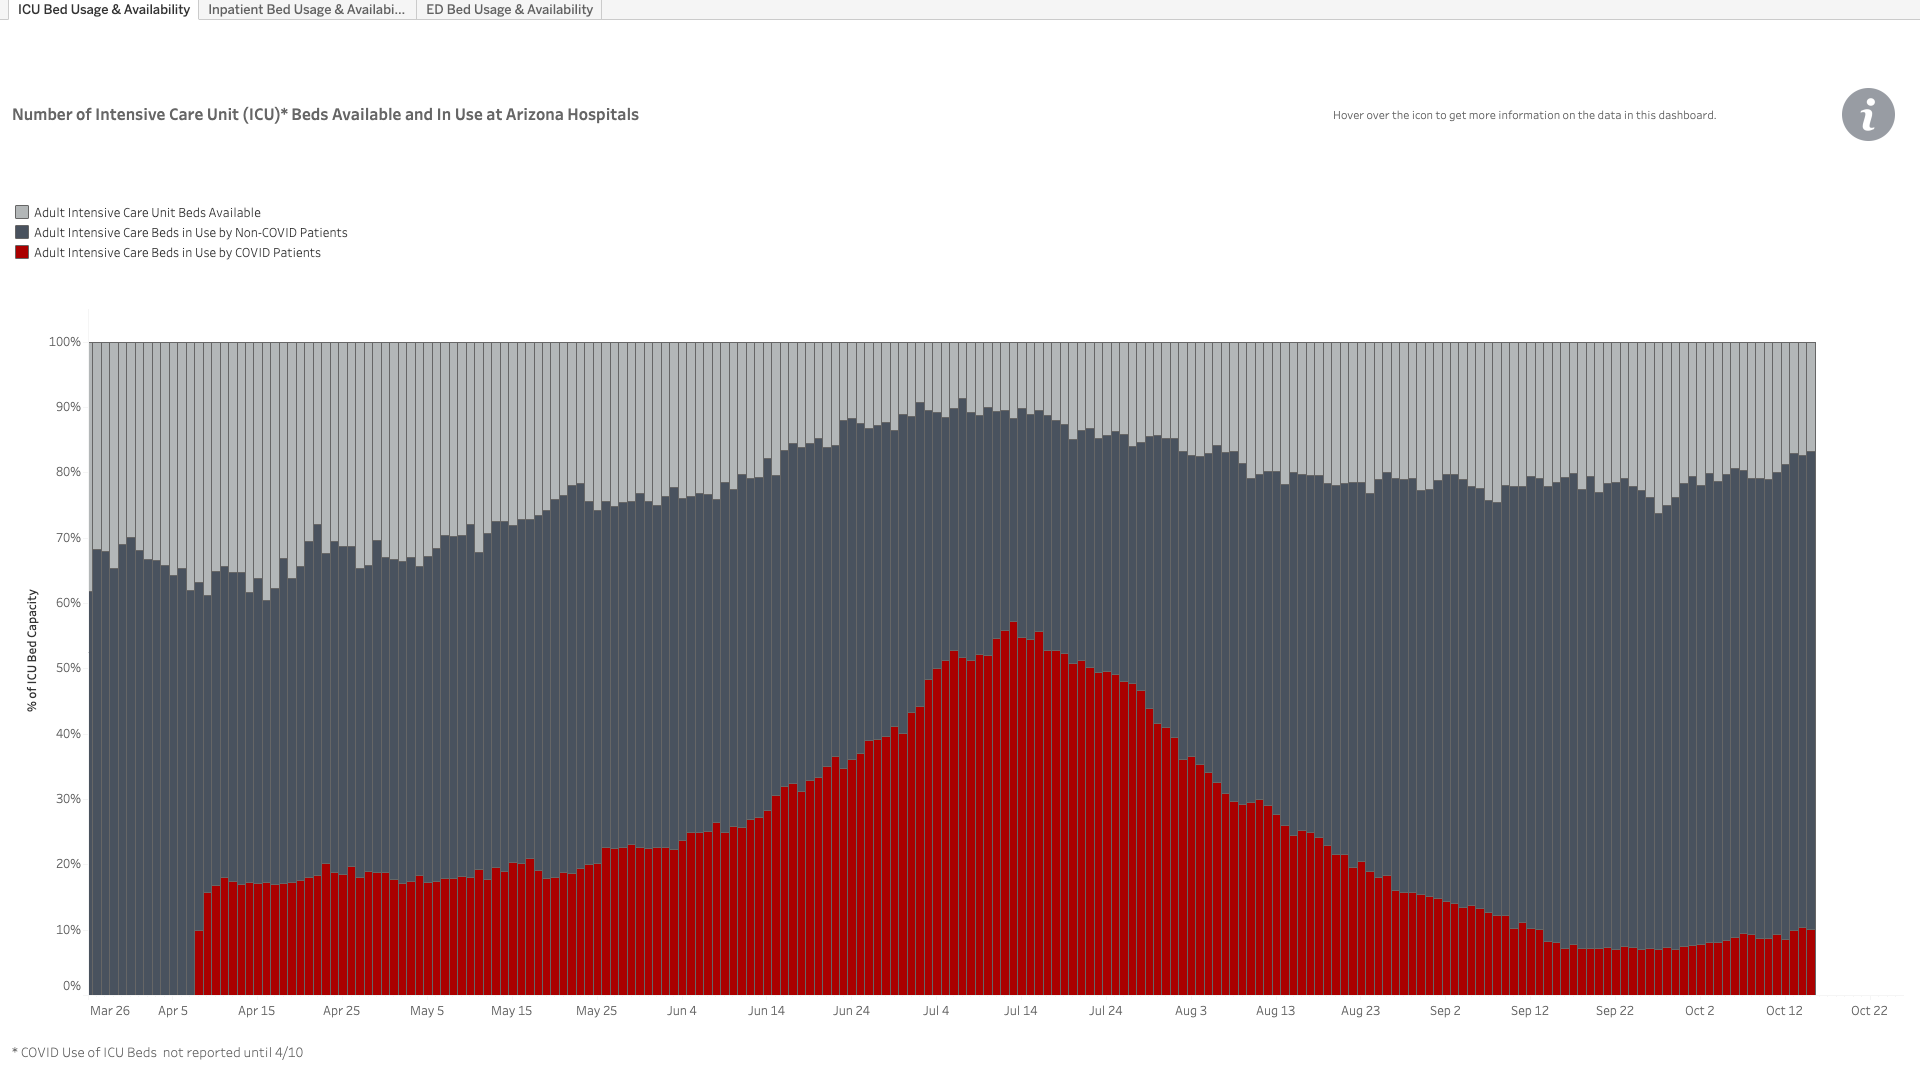 ICU Bed Usage & Availability
Inpatient Bed Usage & Availabi...
ED Bed Usage & Availability
Number of Intensive Care Unit (ICU)* Beds Available and In Use at Arizona Hospitals
Hover over the icon to get more information on the data in this dashboard.
i
Adult Intensive Care Unit Beds Available
Adult Intensive Care Beds in Use by Non-COVID Patients
Adult Intensive Care Beds in Use by COVID Patients
% of ICU Bed Capacity
100%
90%
80%
70%
60%
50%
40%
30%
20%
10%
0%
Mar 26 Apr 5 Apr 15 Apr 25 May 5 May 15 May 25 Jun 4 Jun 14 Jun 24 Jul 4 Jul 14 Jul 24 Aug 3 Aug 13 Aug 23 Sep 2 Sep 12 Sep 22 Oct 2 Oct 12 Oct 22
* COVID Use of ICU Beds  not reported until 4/10